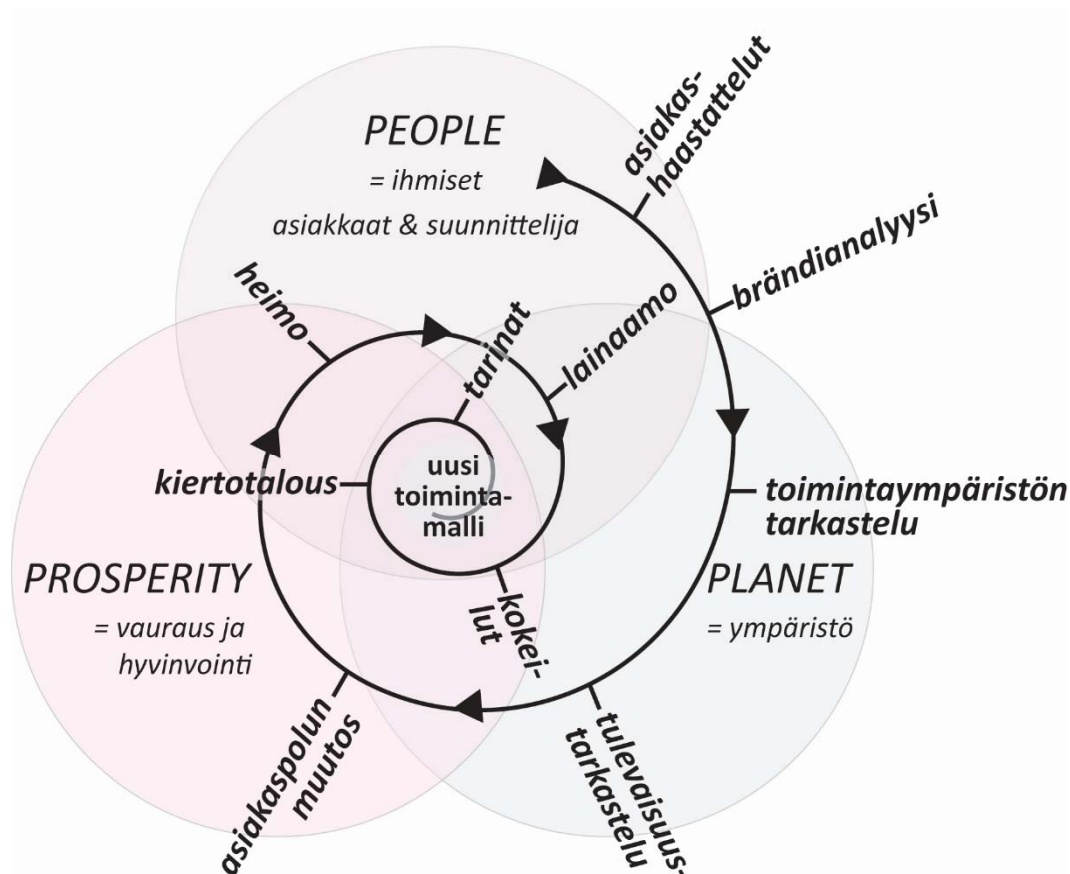 PEOPLE
= ihmiset
asiakkaat & suunnittelija
asiakas-
haastattelut
brändianalyysi
toimintaympäristön
tarkastelu
PLANET
= ympäristö
tulevaisuus-
tarkastelu
asiakaspolun
muutos
PROSPERITY
= vauraus ja
hyvinvointi
heimo
lainaamo
kokei-
lut
kiertotalous
tarinat
uusi
toiminta-
malli